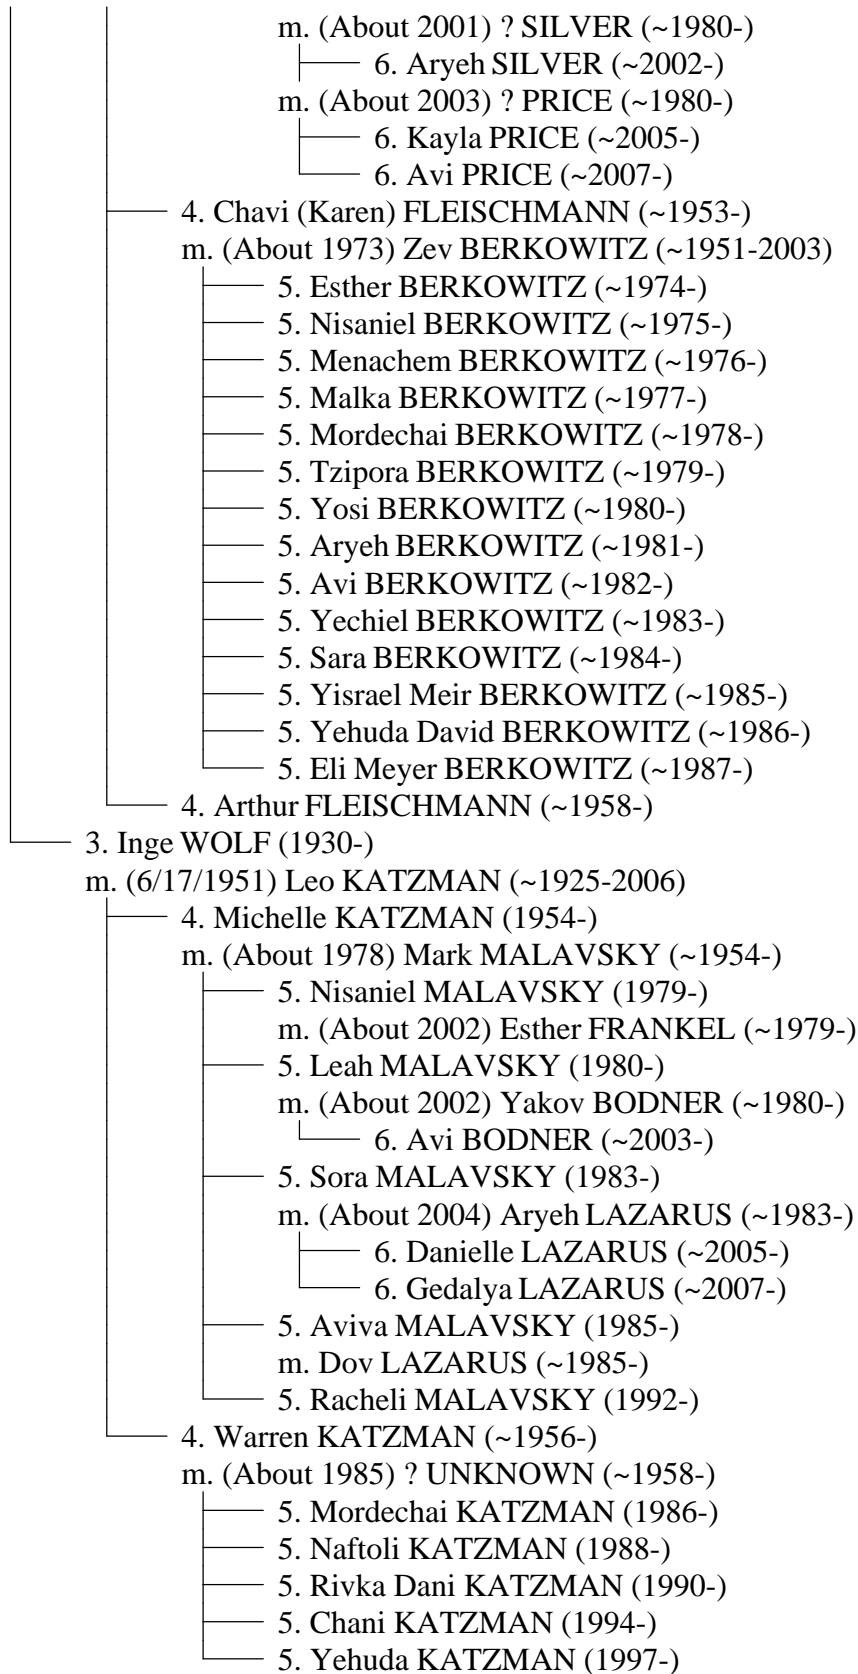 m. (About 2001) ? SILVER (~1980-)
6. Aryeh SILVER (~2002-)
m. (About 2003) ? PRICE (~1980-)
6. Kayla PRICE (~2005-)
6. Avi PRICE (~2007-)
4. Chavi (Karen) FLEISCHMANN (~1953-)
m. (About 1973) Zev BERKOWITZ (~1951-2003)
5. Esther BERKOWITZ (~1974-)
5. Nisaniel BERKOWITZ (~1975-)
5. Menachem BERKOWITZ (~1976-)
5. Malka BERKOWITZ (~1977-)
5. Mordechai BERKOWITZ (~1978-)
5. Tzipora BERKOWITZ (~1979-)
5. Yosi BERKOWITZ (~1980-)
5. Aryeh BERKOWITZ (~1981-)
5. Avi BERKOWITZ (~1982-)
5. Yechiel BERKOWITZ (~1983-)
5. Sara BERKOWITZ (~1984-)
5. Yisrael Meir BERKOWITZ (~1985-)
5. Yehuda David BERKOWITZ (~1986-)
5. Eli Meyer BERKOWITZ (~1987-)
4. Arthur FLEISCHMANN (~1958-)
3. Inge WOLF (1930-)
m. (6/17/1951) Leo KATZMAN (~1925-2006)
4. Michelle KATZMAN (1954-)
m. (About 1978) Mark MALAVSKY (~1954-)
5. Nisaniel MALAVSKY (1979-)
m. (About 2002) Esther FRANKEL (~1979-)
5. Leah MALAVSKY (1980-)
m. (About 2002) Yakov BODNER (~1980-)
6. Avi BODNER (~2003-)
5. Sora MALAVSKY (1983-)
m. (About 2004) Aryeh LAZARUS (~1983-)
6. Danielle LAZARUS (~2005-)
6. Gedalya LAZARUS (~2007-)
5. Aviva MALAVSKY (1985-)
m. Dov LAZARUS (~1985-)
5. Racheli MALAVSKY (1992-)
4. Warren KATZMAN (~1956-)
m. (About 1985) ? UNKNOWN (~1958-)
5. Mordechai KATZMAN (1986-)
5. Naftoli KATZMAN (1988-)
5. Rivka Dani KATZMAN (1990-)
5. Chani KATZMAN (1994-)
5. Yehuda KATZMAN (1997-)